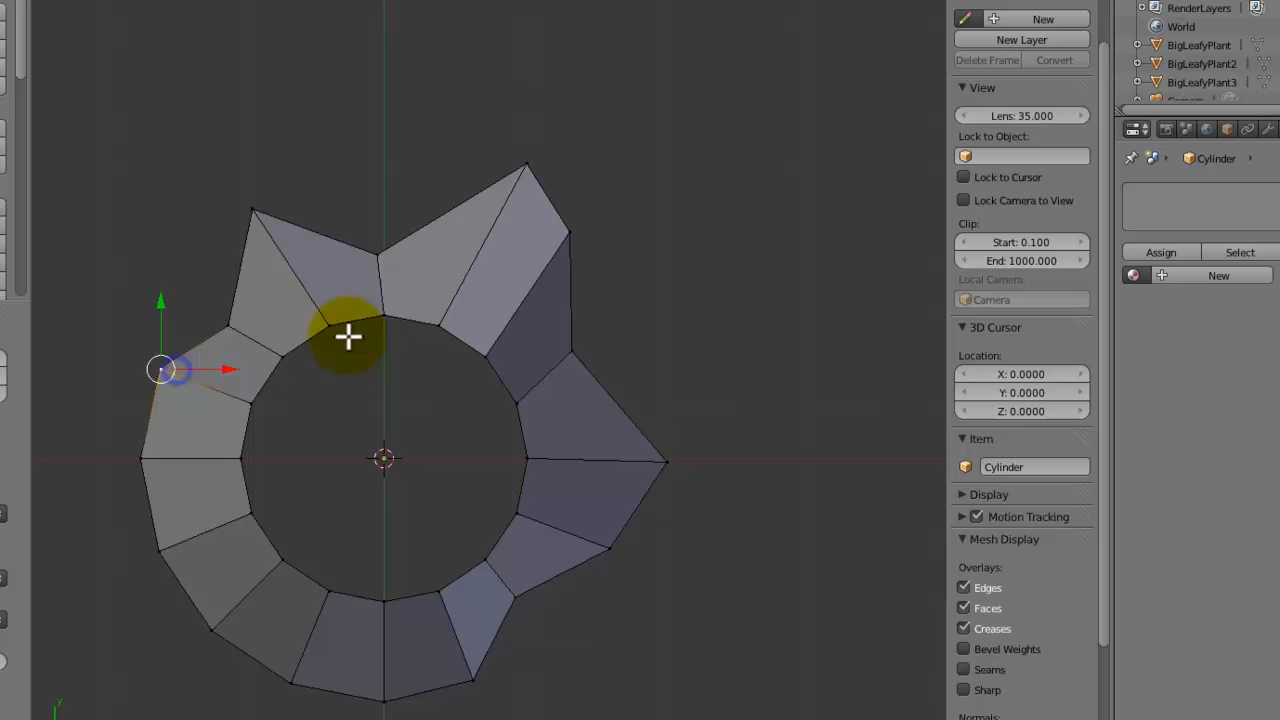 New
New Layer
Delete Frame Convert
View
Lens: 35.000
Lock to Object:
Lock to Cursor
Lock Camera to View
Clip:
Start: 0.100
End: 1000.000
Local Camera:
Camera
3D Cursor
Location:
X: 0.0000
Y: 0.0000
Z: 0.0000
Item
Cylinder
Display
Motion Tracking
Mesh Display
Overlays:
Edges
Faces
Creases
Bevel Weights
Seams
Sharp
Normals:
RenderLayers
World
BigLeafyPlant
BigLeafyPlant2
BigLeafyPlant3
Cylinder
Assign Select
New
y